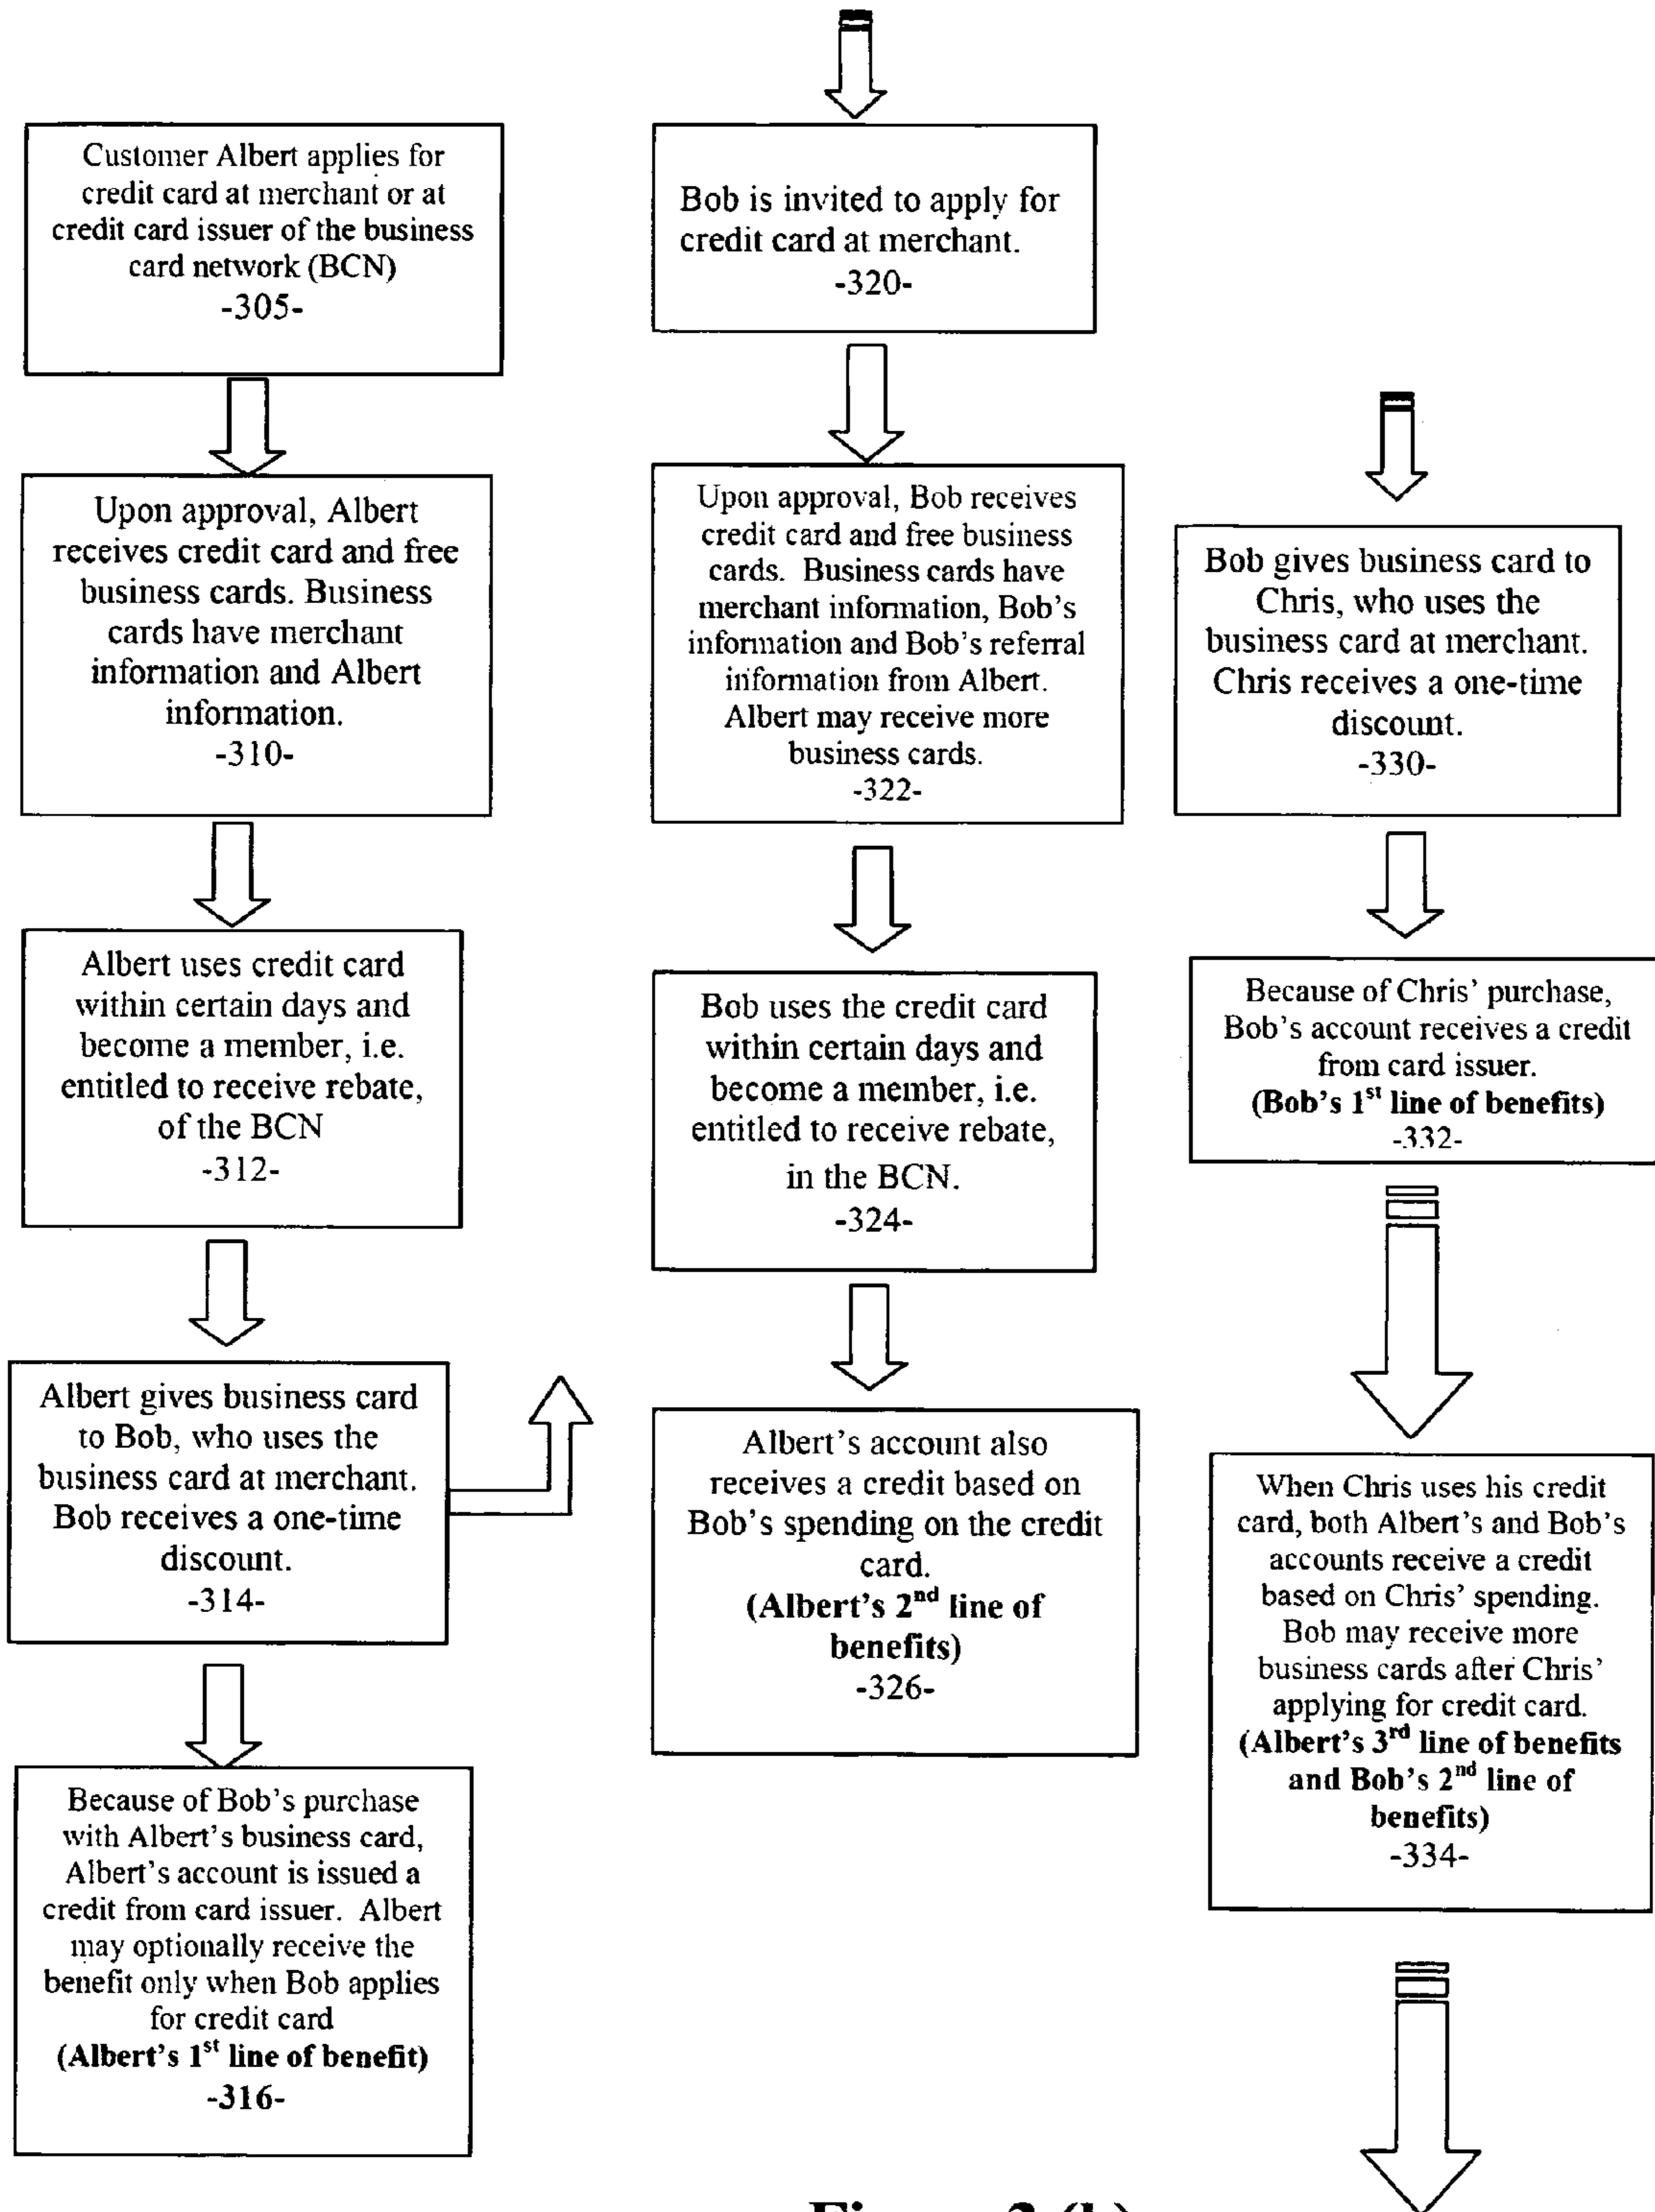 Customer Albert applies for
credit card at merchant or at
credit card issuer of the business
card network (BCN)
-305-
Upon approval, Albert
receives credit card and free
business cards. Business
cards have merchant
information and Albert
information.
-310-
Albert uses credit card
within certain days and
become a member, i.e.
entitled to receive rebate,
of the BCN
-312-
Albert gives business card
to Bob, who uses the
business card at merchant.
Bob receives a one-time
discount.
-314-
Because of Bob's purchase
with Albert's business card,
Albert's account is issued a
credit from card issuer. Albert
may optionally receive the
benefit only when Bob applies
for credit card
(Albert's 1st line of benefit)
-316-
Bob is invited to apply for
credit card at merchant.
-320-
Upon approval, Bob receives
credit card and free business
cards. Business cards have
merchant information, Bob's
information and Bob's referral
information from Albert.
Albert may receive more
business cards.
-322-
Bob uses the credit card
within certain days and
become a member, i.e.
entitled to receive rebate,
in the BCN.
-324-
Albert's account also
receives a credit based on
Bob's spending on the credit
card.
(Albert's 2nd line of
benefits)
-326-
Bob gives business card to
Chris, who uses the
business card at merchant.
Chris receives a one-time
discount.
-330-
Because of Chris' purchase,
Bob's account receives a credit
from card issuer.
(Bob's 1st line of benefits)
-332-
When Chris uses his credit
card, both Albert's and Bob's
accounts receive a credit
based on Chris' spending.
Bob may receive more
business cards after Chris'
applying for credit card.
(Albert's 3rd line of benefits
and Bob's 2nd line of
benefits)
-334-